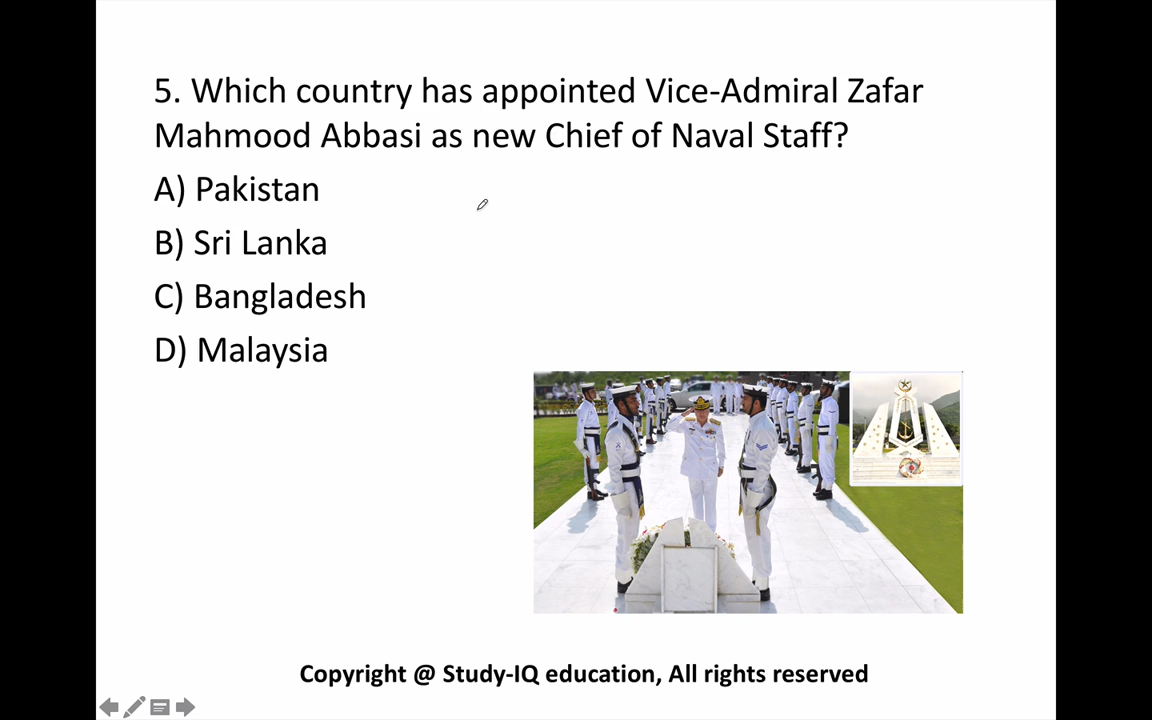 5. Which country has appointed Vice-Admiral Zafar
Mahmood Abbasi as new Chief of Naval Staff?
A) Pakistan
B) Sri Lanka
C) Bangladesh
D) Malaysia
Copyright @ Study-IQ education, All rights reserved